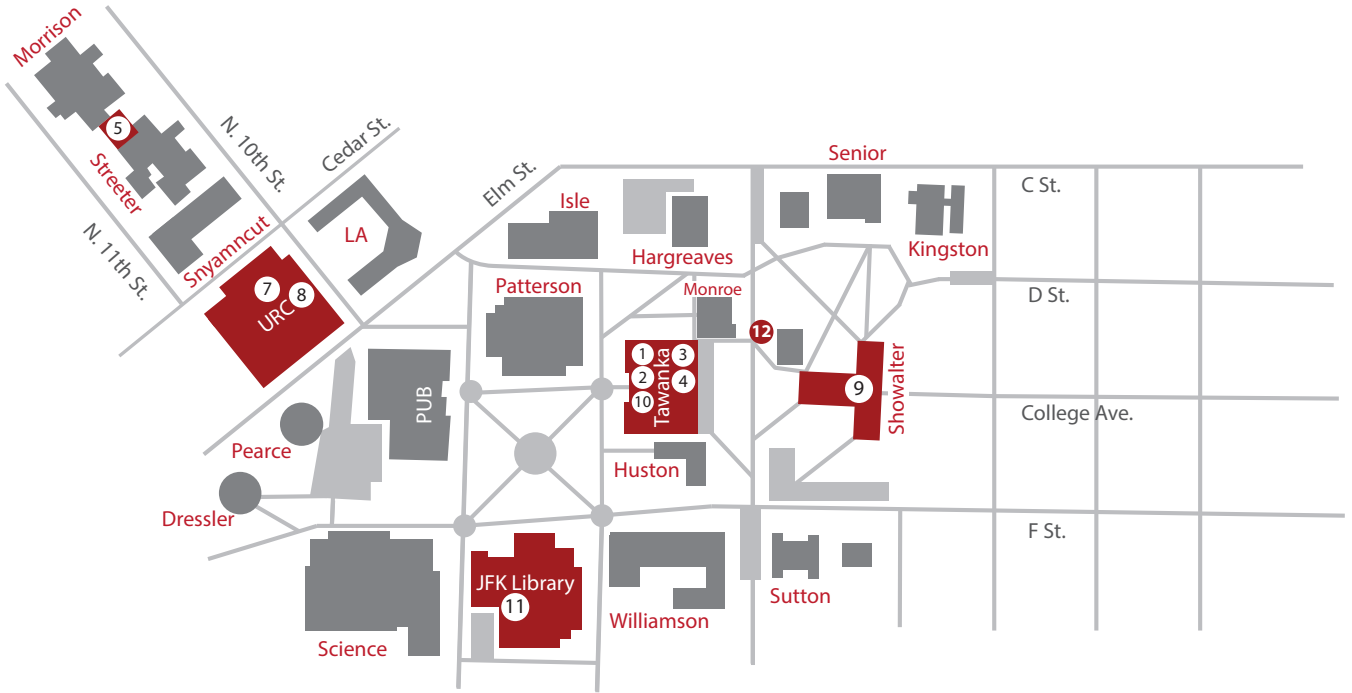 Morrison
5
Streeter
N. 10th St.
N. 11th St.
Snyamncut
Cedar St.
LA
Elm St.
7
8
URC
Isle
Hargreaves
Senior
Kingston
C St.
D St.
Patterson
Monroe
12
1
2
3
4
10
Tawanka
9
Showalter
College Ave.
PUB
Pearce
Dressler
Huston
F St.
Science
JFK Library
11
Williamson
Sutton